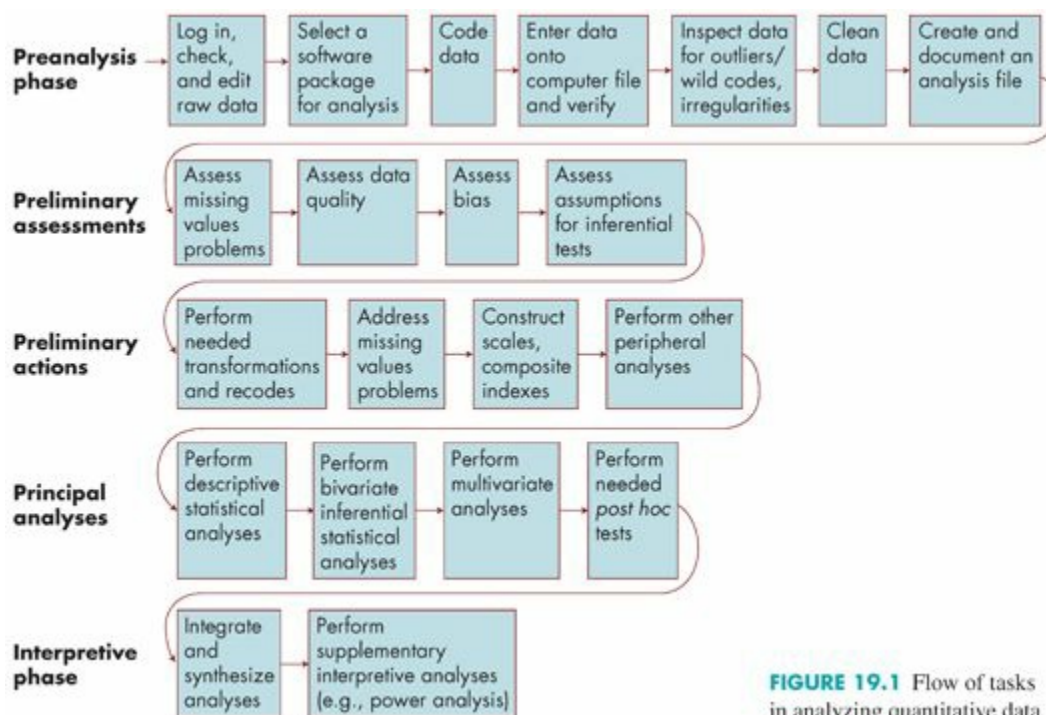 Preanalysis
phase
Log in,
check,
and edit
raw data
Select a
software
package
for analysis
Code
data
Enter data
onto
computer file
and verify
Inspect data
for outliers/
wild codes,
irregularities
Clean
data
Create and
document an
analysis file
Preliminary
assessments
Assess
missing
values
problems
Assess data
quality
Assess
bias
Assess
assumptions
for inferential
tests
Preliminary
actions
Perform
needed
transformations
and recodes
Address
missing
values
problems
Construct
scales,
composite
indexes
Perform other
peripheral
analyses
Principal
analyses
Perform
descriptive
statistical
analyses
Perform
bivariate
inferential
statistical
analyses
Perform
multivariate
analyses
Perform
needed
post hoc
tests
Interpretive
phase
Integrate
and
synthesize
analyses
Perform
supplementary
interpretive analyses
(e.g., power analysis)
FIGURE 19.1 Flow of tasks
in analyzing quantitative data